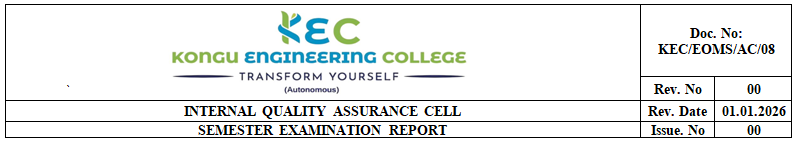 KEC
KONGU ENGINEERING COLLEGE
TRANSFORM YOURSELF
(Autonomous)
Doc. No:
KEC/EOMS/AC/08
Rev. No 00
INTERNAL QUALITY ASSURANCE CELL Rev. Date 01.01.2026
SEMESTER EXAMINATION REPORT Issue. No 00